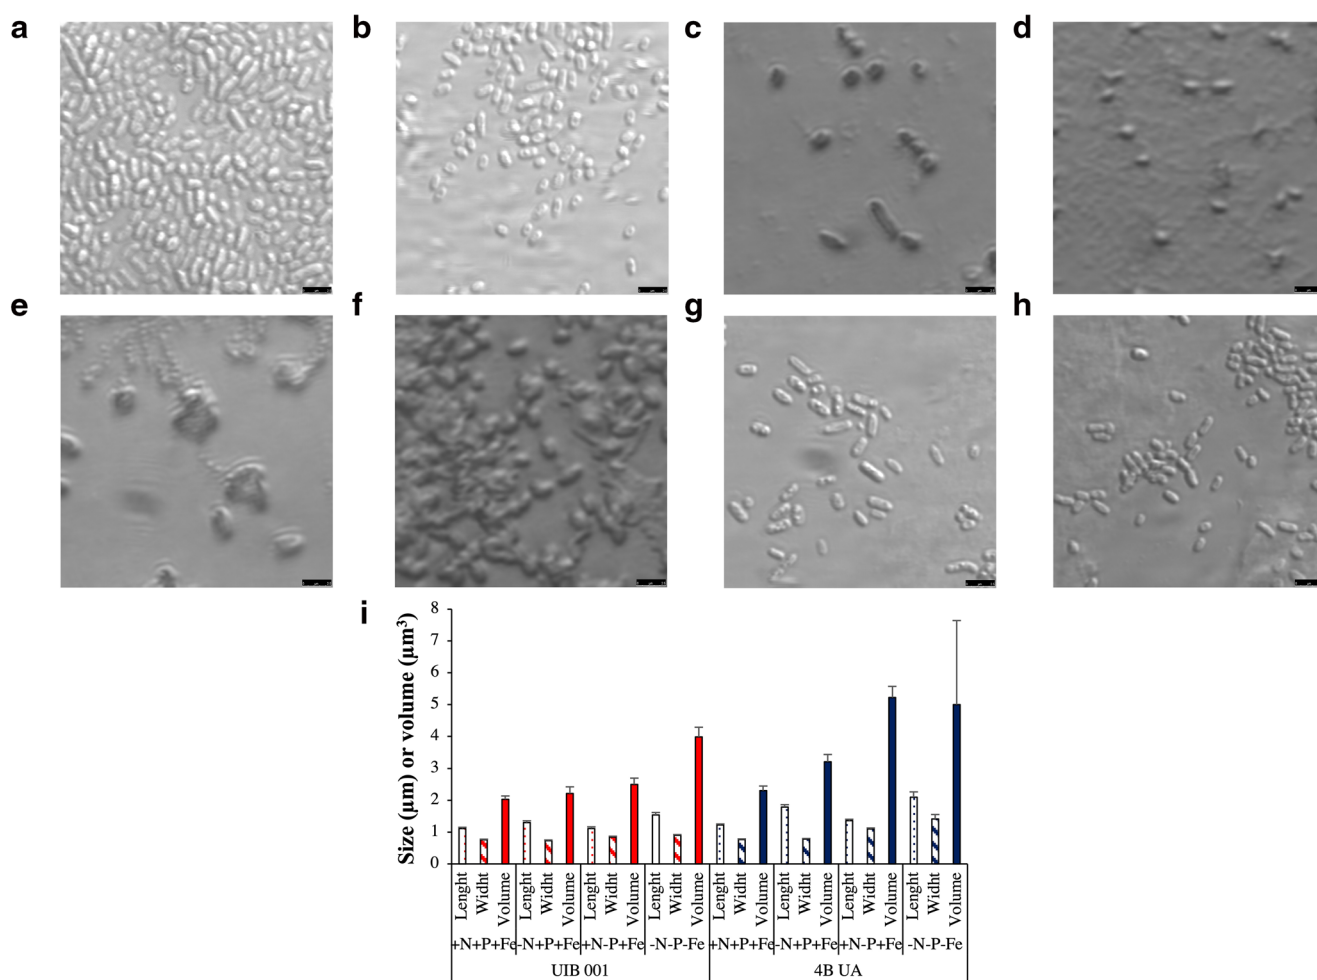 a b c d
e f g h
i
Size (µm) or volume (µm³)
8
7
6
5
4
3
2
1
0
Lenght Widht Volume Lenght Widht Volume Lenght Widht Volume Lenght Widht Volume Lenght Widht Volume Lenght Widht Volume Lenght Widht Volume Lenght Widht Volume
+N+P+Fe -N+P+Fe +N-P+Fe -N-P-Fe +N+P+Fe -N+P+Fe +N-P+Fe -N-P-Fe
UIB 001 4B UA